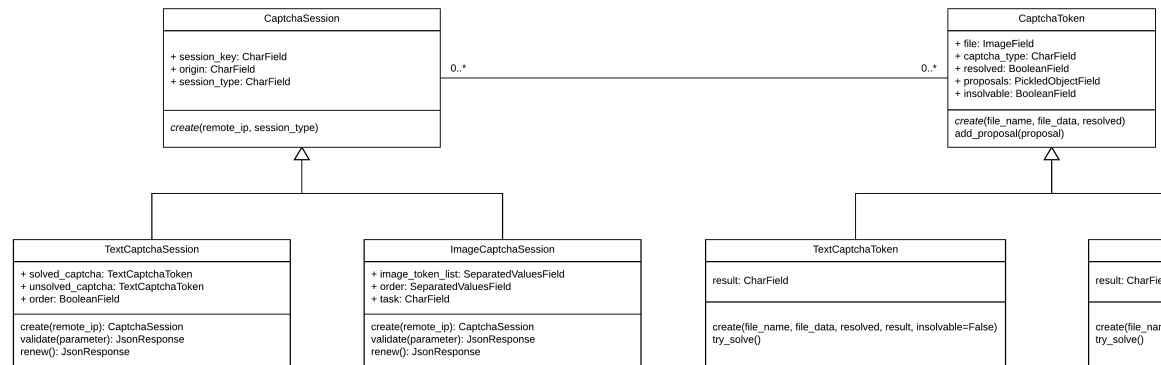 CaptchaSession
+ session_key: CharField
+ origin: CharField
+ session_type: CharField
create(remote_ip, session_type)
0..*
0..*
CaptchaToken
+ file: ImageField
+ captcha_type: CharField
+ resolved: BooleanField
+ proposals: PickledObjectField
+ insolvable: BooleanField
create(file_name, file_data, resolved)
add_proposal(proposal)
TextCaptchaSession
+ solved_captcha: TextCaptchaToken
+ unsolved_captcha: TextCaptchaToken
+ order: BooleanField
create(remote_ip): CaptchaSession
validate(parameter): JsonResponse
renew(): JsonResponse
ImageCaptchaSession
+ image_token_list: SeparatedValuesField
+ order: SeparatedValuesField
+ task: CharField
create(remote_ip): CaptchaSession
validate(parameter): JsonResponse
renew(): JsonResponse
TextCaptchaToken
result: CharField
create(file_name, file_data, resolved, result, insolvable=False)
try_solve()
result:
try_solve()